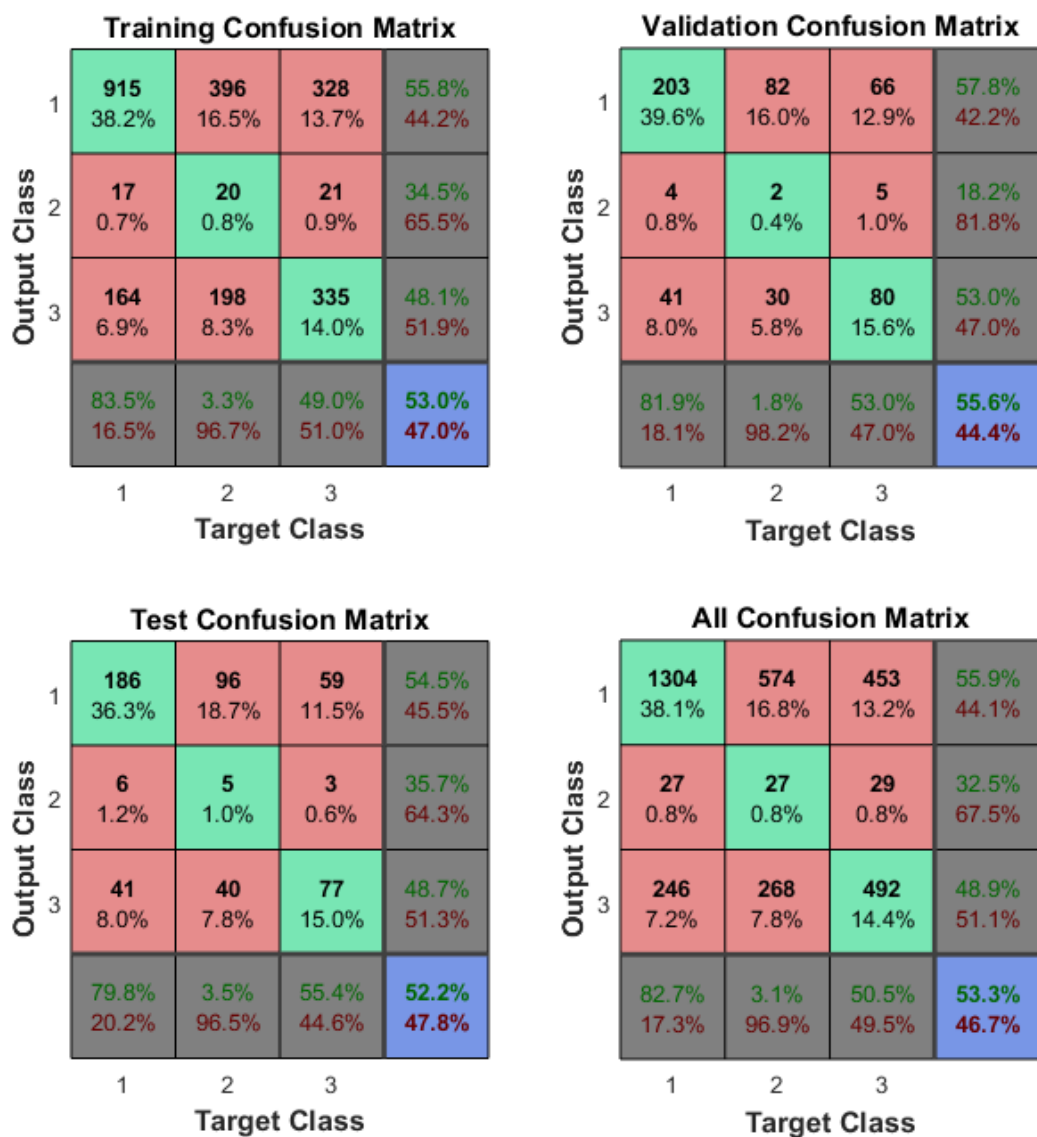 Training Confusion Matrix
915 396 328 55.8%
1
38.2% 16.5% 13.7% 44.2%
17 20 21 34.5%
2
0.7% 0.8% 0.9% 65.5%
164 198 335 48.1%
3
6.9% 8.3% 14.0% 51.9%
83.5% 3.3% 49.0% 53.0%
16.5% 96.7% 51.0% 47.0%
1 2 3
Target Class
Output Class
Validation Confusion Matrix
203 82 66 57.8%
1
39.6% 16.0% 12.9% 42.2%
4 2 5 18.2%
2
0.8% 0.4% 1.0% 81.8%
41 30 80 53.0%
3
8.0% 5.8% 15.6% 47.0%
81.9% 1.8% 53.0% 55.6%
18.1% 98.2% 47.0% 44.4%
1 2 3
Target Class
Output Class
Test Confusion Matrix
186 96 59 54.5%
1
36.3% 18.7% 11.5% 45.5%
6 5 3 35.7%
2
1.2% 1.0% 0.6% 64.3%
41 40 77 48.7%
3
8.0% 7.8% 15.0% 51.3%
79.8% 3.5% 55.4% 52.2%
20.2% 96.5% 44.6% 47.8%
1 2 3
Target Class
Output Class
All Confusion Matrix
1304 574 453 55.9%
1
38.1% 16.8% 13.2% 44.1%
27 27 29 32.5%
2
0.8% 0.8% 0.8% 67.5%
246 268 492 48.9%
3
7.2% 7.8% 14.4% 51.1%
82.7% 3.1% 50.5% 53.3%
17.3% 96.9% 49.5% 46.7%
1 2 3
Target Class
Output Class